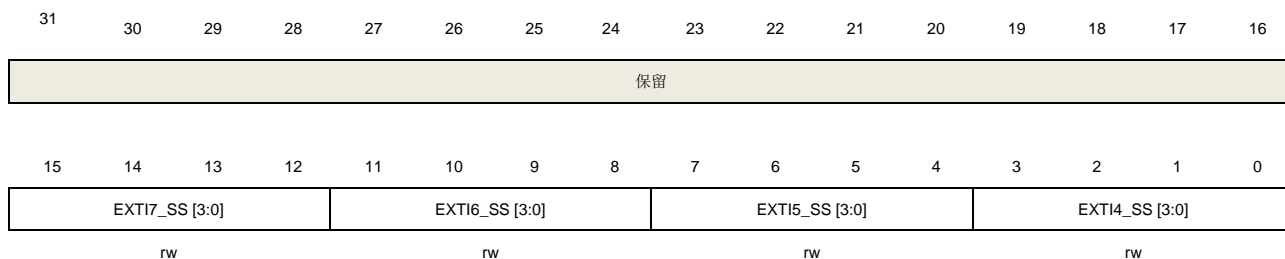 31 30 29 28 27 26 25 24 23 22 21 20 19 18 17 16
保留
15 14 13 12 11 10 9 8 7 6 5 4 3 2 1 0
EXTI7_SS [3:0] EXTI6_SS [3:0] EXTI5_SS [3:0] EXTI4_SS [3:0]
rw rw rw rw